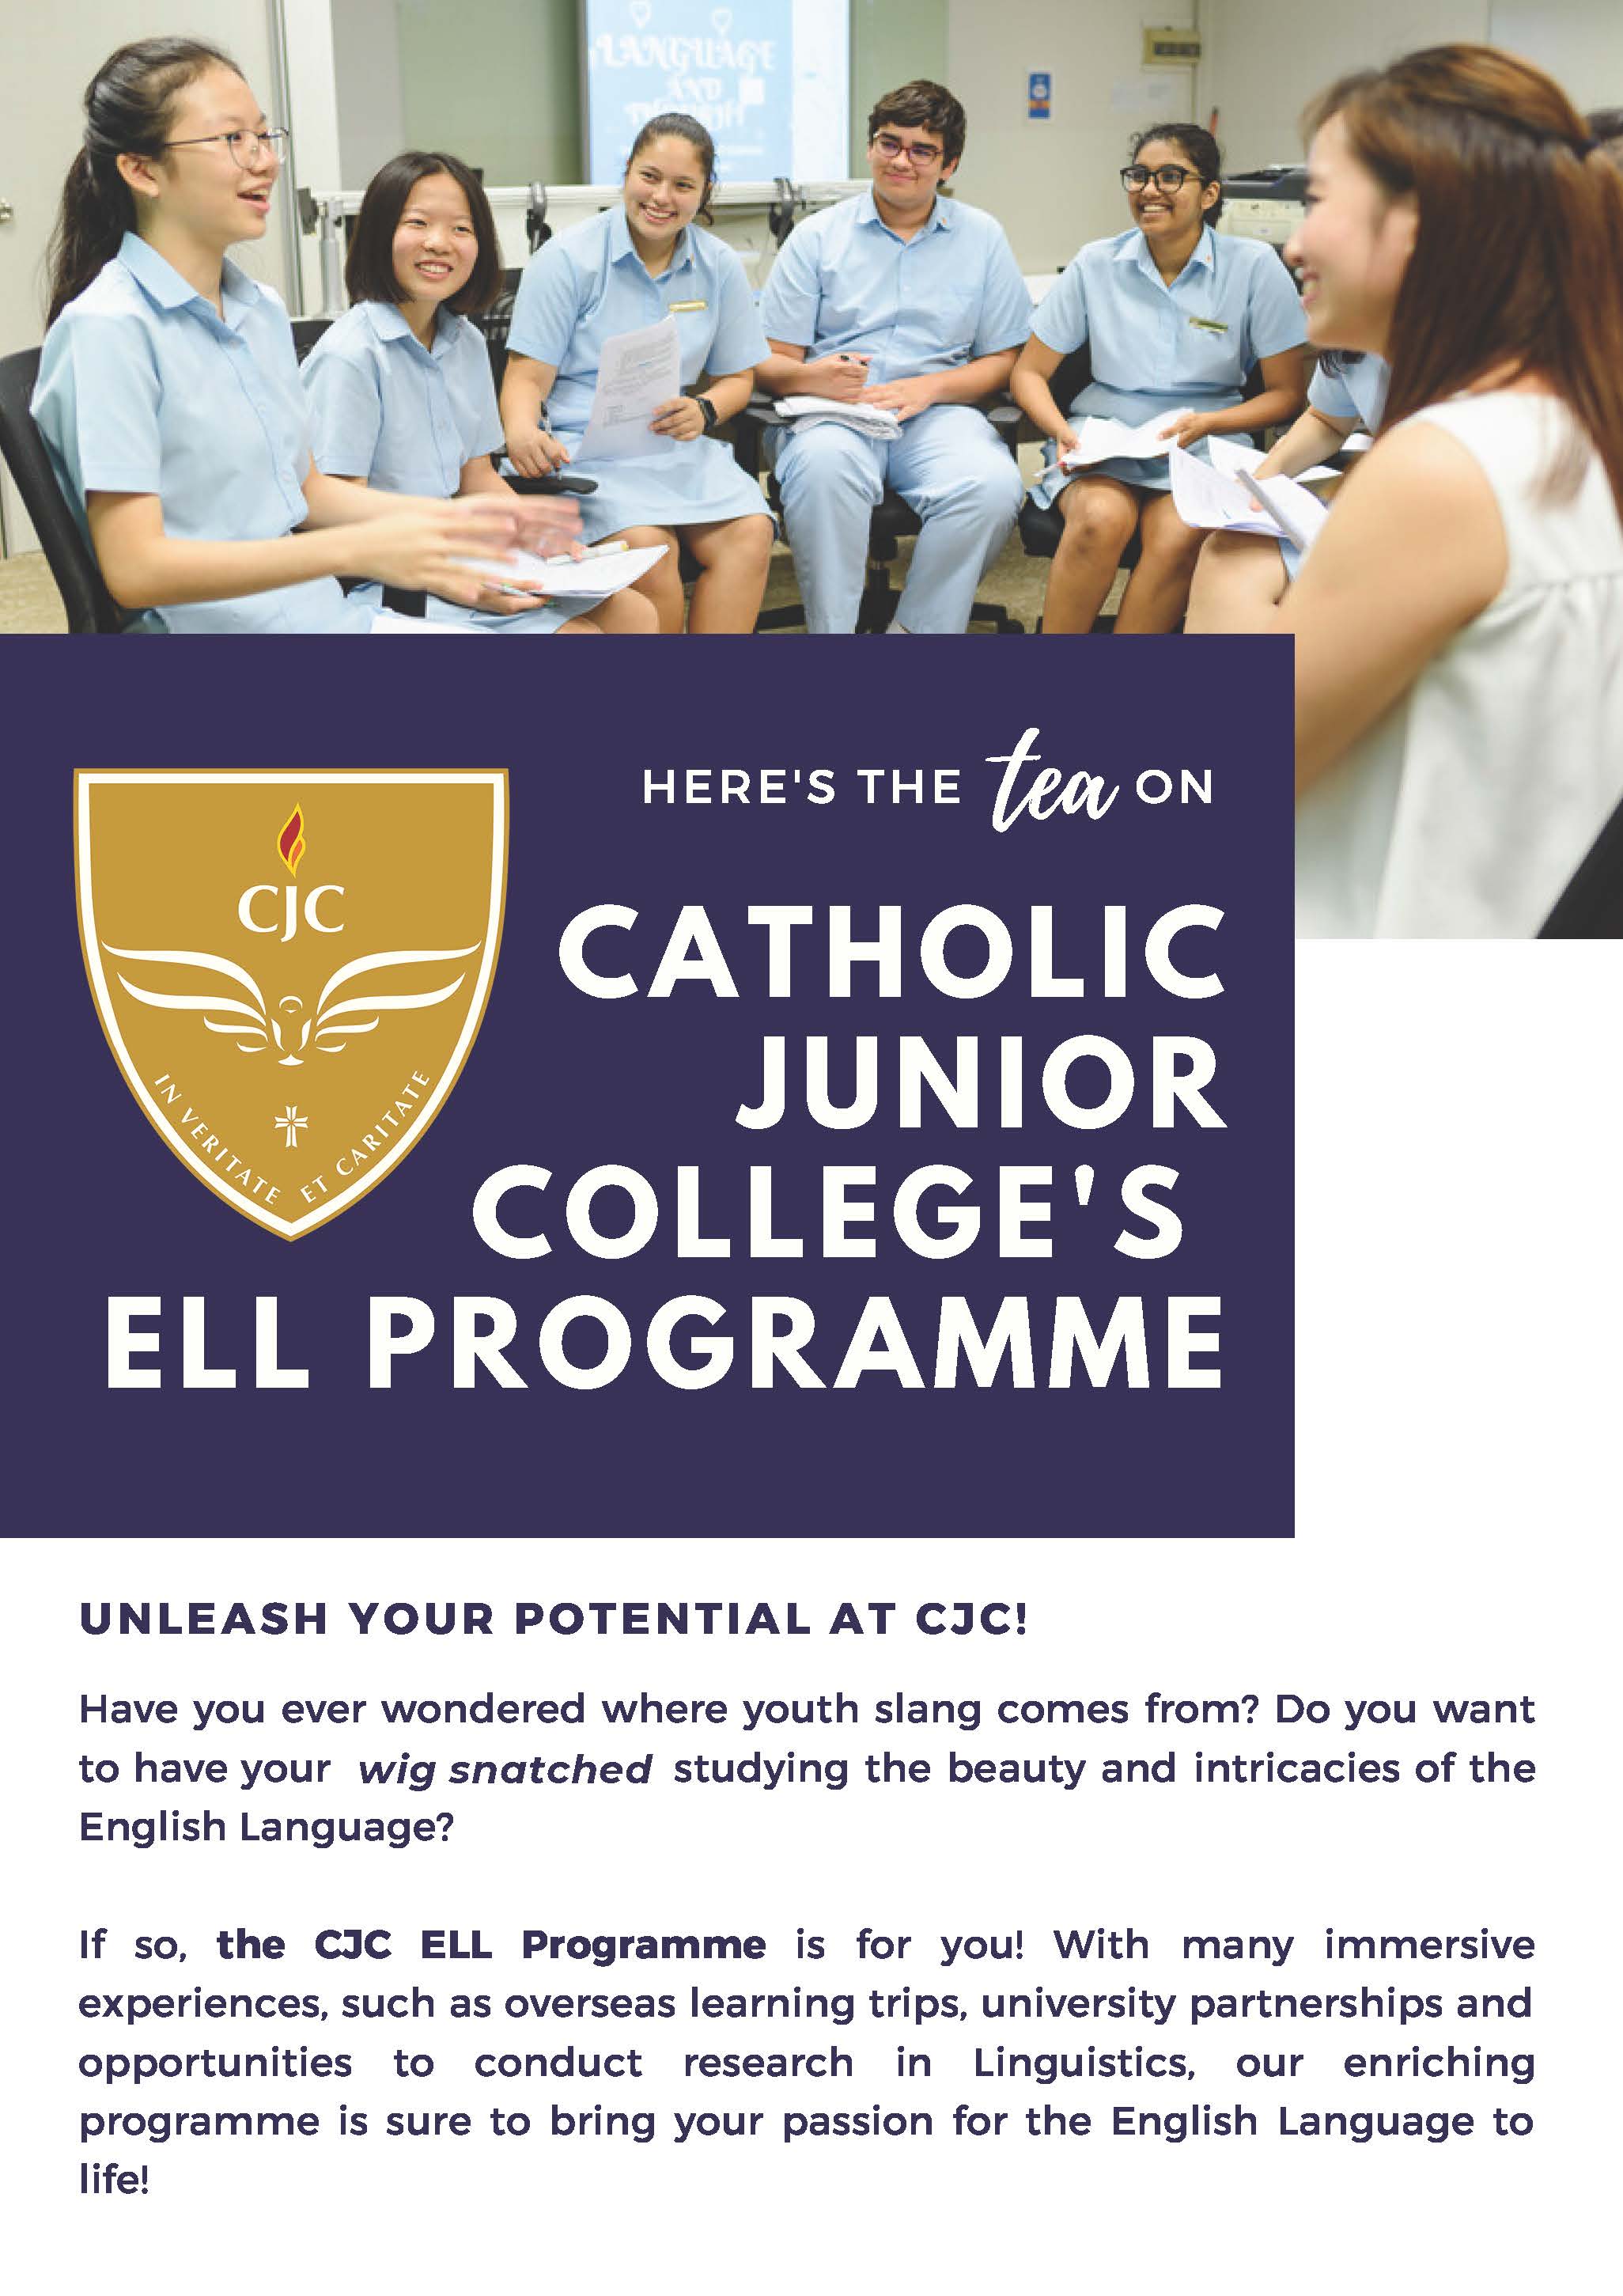 LANGUAGE
AND
HERE'S THE tea ON
CATHOLIC
JUNIOR
COLLEGE'S
ELL PROGRAMME
CJC
IN VERITATE ET CARITATE
UNLEASH YOUR POTENTIAL AT CJC!
Have you ever wondered where youth slang comes from? Do you want
to have your wig snatched studying the beauty and intricacies of the
English Language?
If so, the CJC ELL Programme is for you! With many immersive
experiences, such as overseas learning trips, university partnerships and
opportunities to conduct research in Linguistics, our enriching
programme is sure to bring your passion for the English Language to
life!